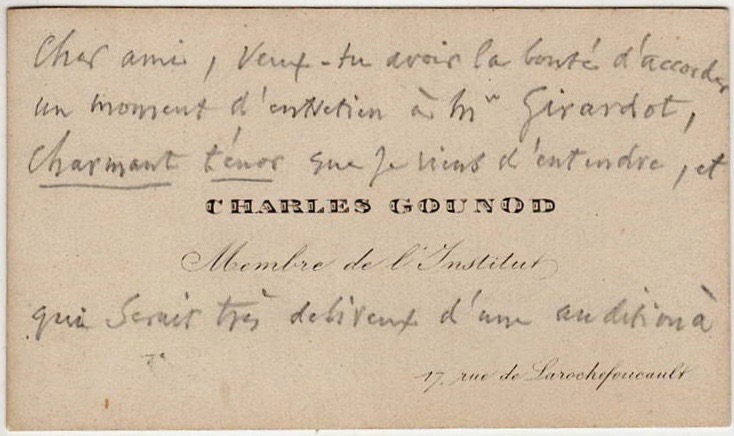 Cher ami, veux-tu avoir la bonté d'accorder
un moment d'entretien à Mr Girardot,
charmant ténor que je viens d'entendre, et
CHARLES GOUNOD
Membre de l'Institut
qui serait très desireux d'une audition à
17, rue de Larochefoucault